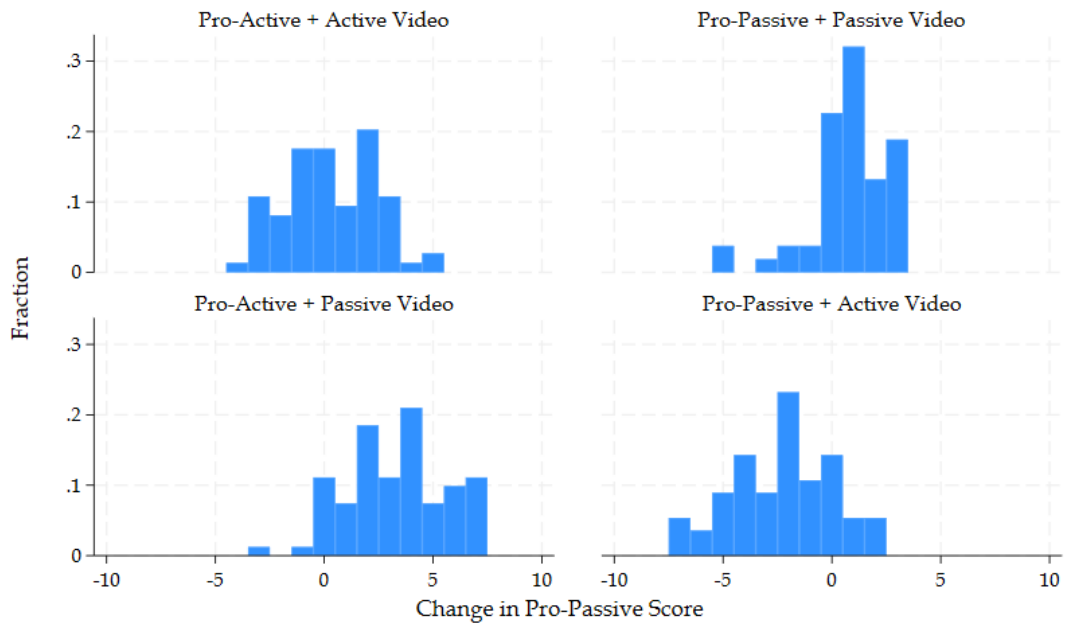 Pro-Active + Active Video
Pro-Passive + Passive Video
.3
.2
.1
0
Fraction
Pro-Active + Passive Video
Pro-Passive + Active Video
.3
.2
.1
0
-10 -5 0 5 10
-10 -5 0 5 10
Change in Pro-Passive Score